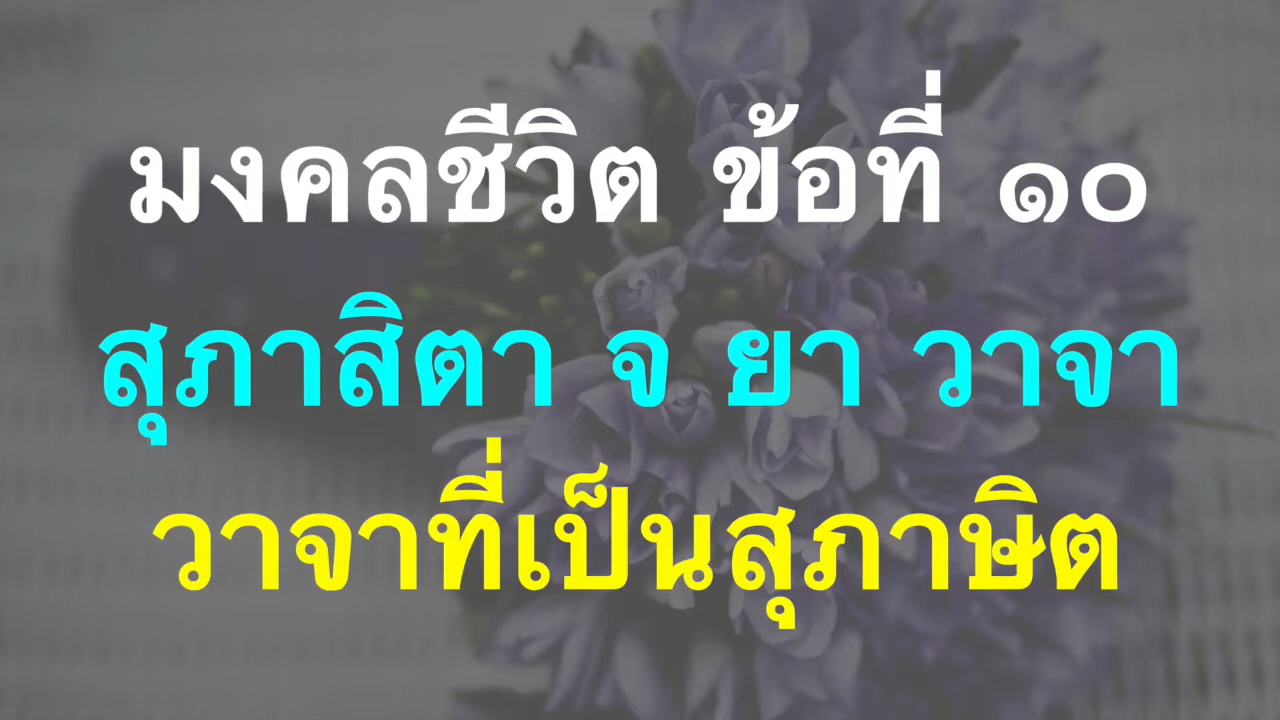 มงคลชีวิต ข้อที่ ๑๐
สุภาสิตา จ ยา วาจา
วาจาที่เป็นสุภาษิต